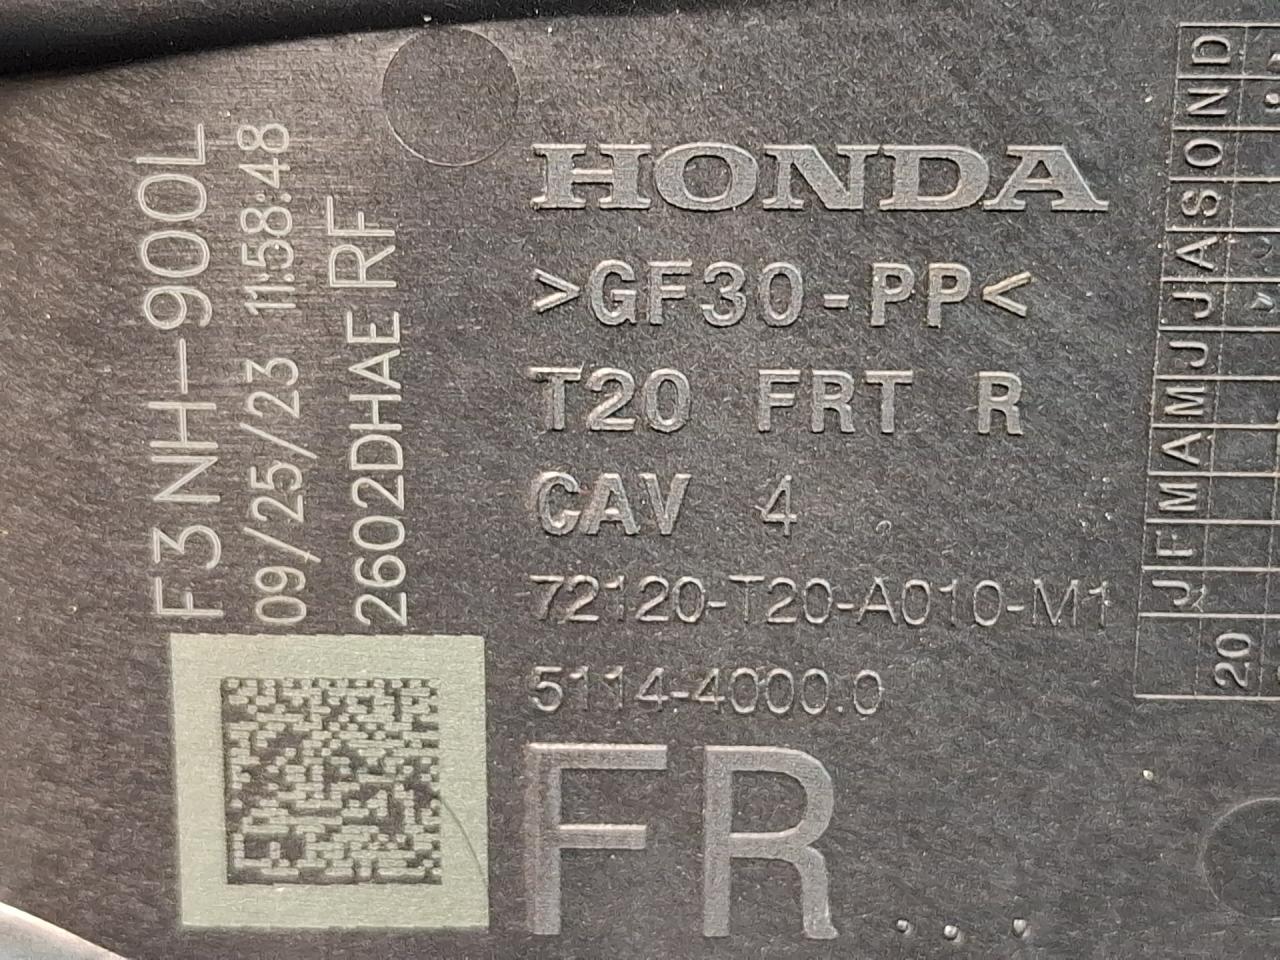 F3NH-900L
09/25/23 11:58:48
2602DHAE RF
HONDA
>GF30-PP<
T20 FRT R
CAV 4
72120-T20-A010-M1
5114-4000.0
FR
J F M A M J J A S O N D
20